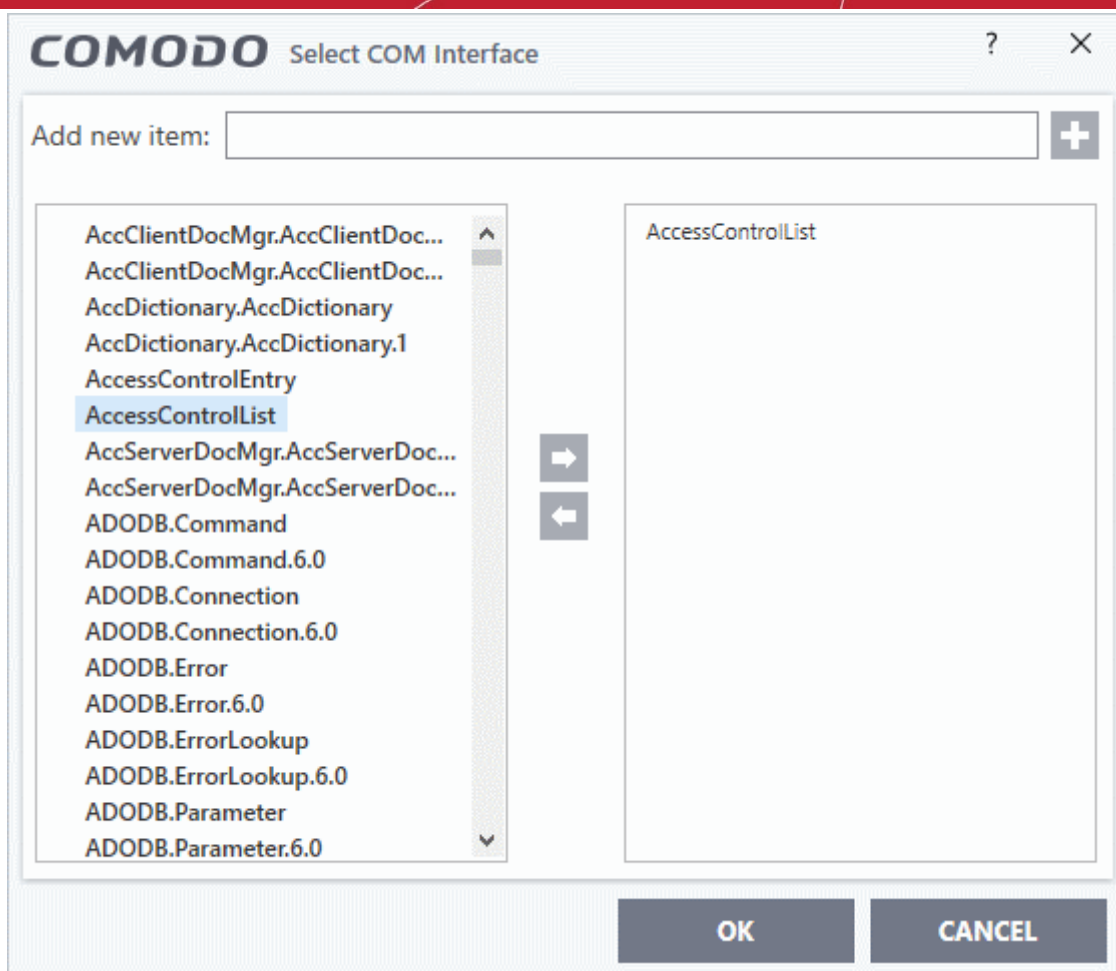 COMODO Select COM Interface ?
Add new item:
AccClientDocMgr.AccClientDoc...
AccClientDocMgr.AccClientDoc...
AccDictionary.AccDictionary
AccDictionary.AccDictionary.1
AccessControlEntry
AccessControlList
AccServerDocMgr.AccServerDoc...
AccServerDocMgr.AccServerDoc...
ADODB.Command
ADODB.Command.6.0
ADODB.Connection
ADODB.Connection.6.0
ADODB.Error
ADODB.Error.6.0
ADODB.ErrorLookup
ADODB.ErrorLookup.6.0
ADODB.Parameter
ADODB.Parameter.6.0
AccessControlList
OK CANCEL